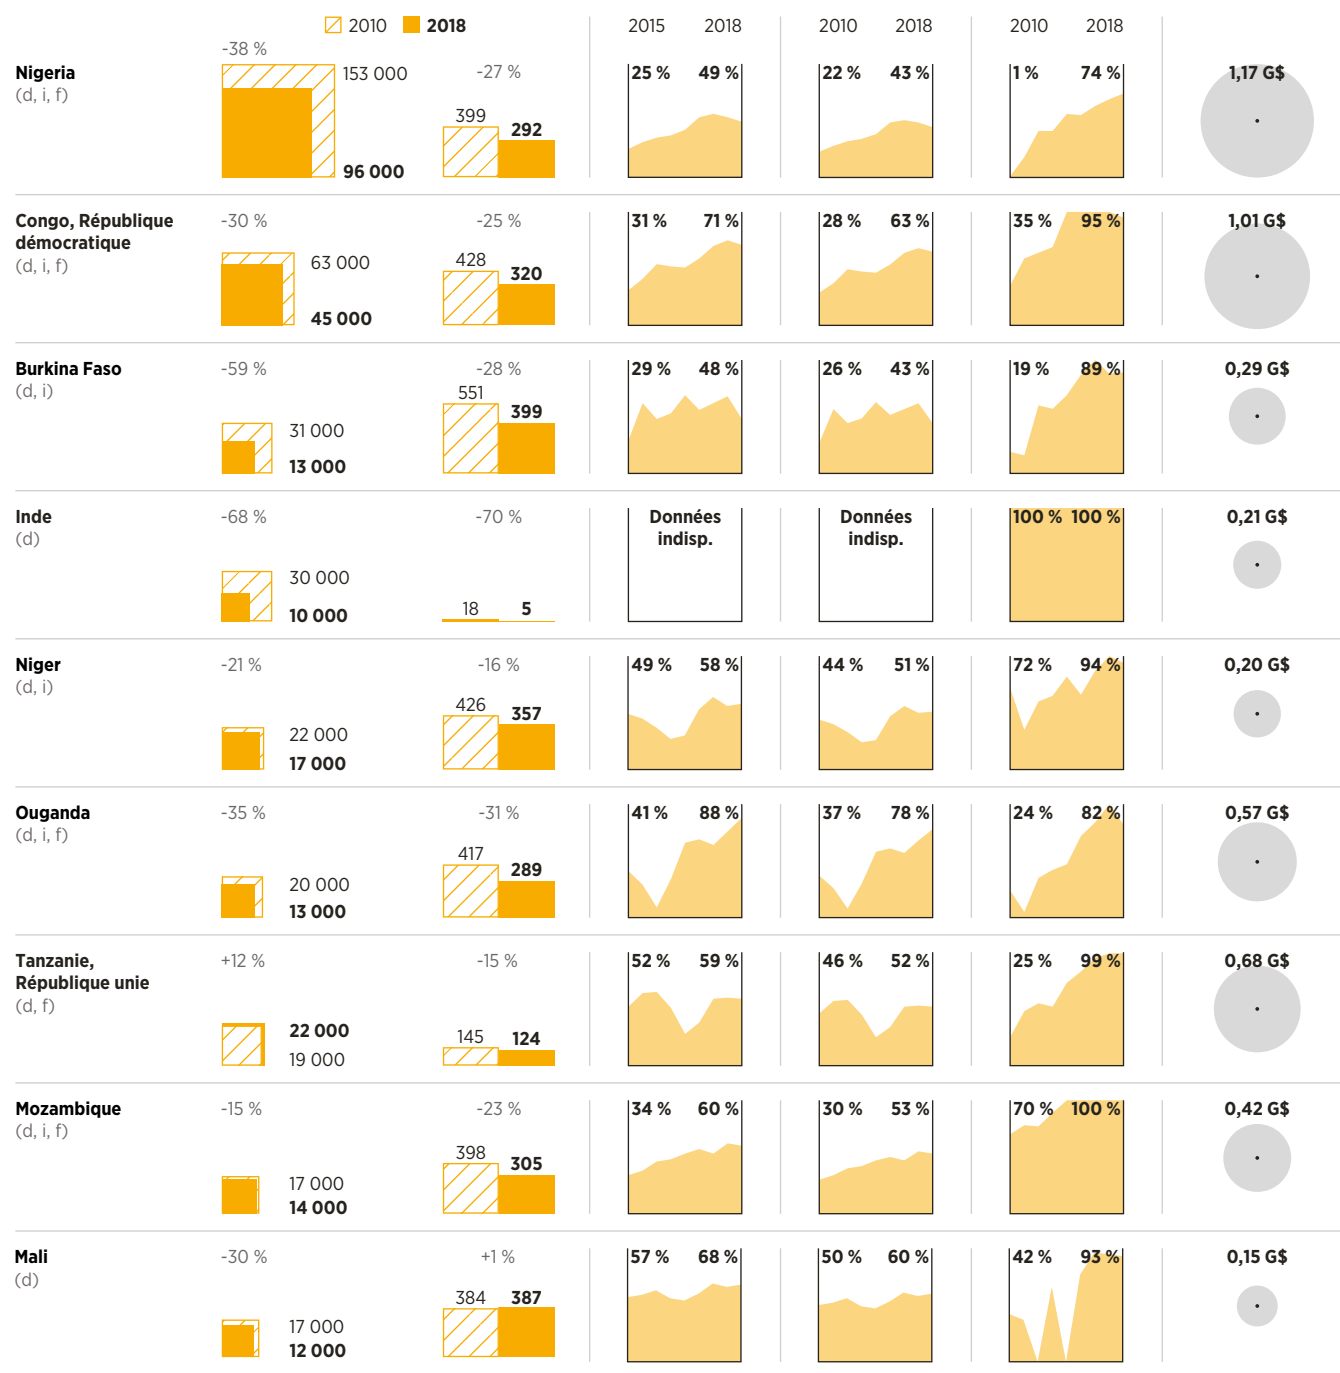 2010 2018 2015 2018 2010 2018 2010 2018
-38 %
Nigeria 153 000 -27 % 25 % 49 % 22 % 43 % 1 % 74 % 1,17 G$
(d, i, f)
399
292
96 000
Congo, République -30 % -25 % 31 % 71 % 28 % 63 % 35 % 95 % 1,01 G$
démocratique
(d, i, f) 63 000 428
320
45 000
Burkina Faso -59 % -28 % 29 % 48 % 26 % 43 % 19 % 89 % 0,29 G$
(d, i) 551
399
31 000
13 000
Inde -68 % -70 % Données Données 100 % 100 % 0,21 G$
(d) indisp. indisp.
30 000
10 000 18 5
Niger -21 % -16 % 49 % 58 % 44 % 51 % 72 % 94 % 0,20 G$
(d, i)
426
357
22 000
17 000
Ouganda -35 % -31 % 41 % 88 % 37 % 78 % 24 % 82 % 0,57 G$
(d, i, f)
417
289
20 000
13 000
Tanzanie, +12 % -15 % 52 % 59 % 46 % 52 % 25 % 99 % 0,68 G$
République unie
(d, f)
22 000 145 124
19 000
Mozambique -15 % -23 % 34 % 60 % 30 % 53 % 70 % 100 % 0,42 G$
(d, i, f)
398
305
17 000
14 000
Mali -30 % +1 % 57 % 68 % 50 % 60 % 42 % 93 % 0,15 G$
(d)
384 387
17 000
12 000